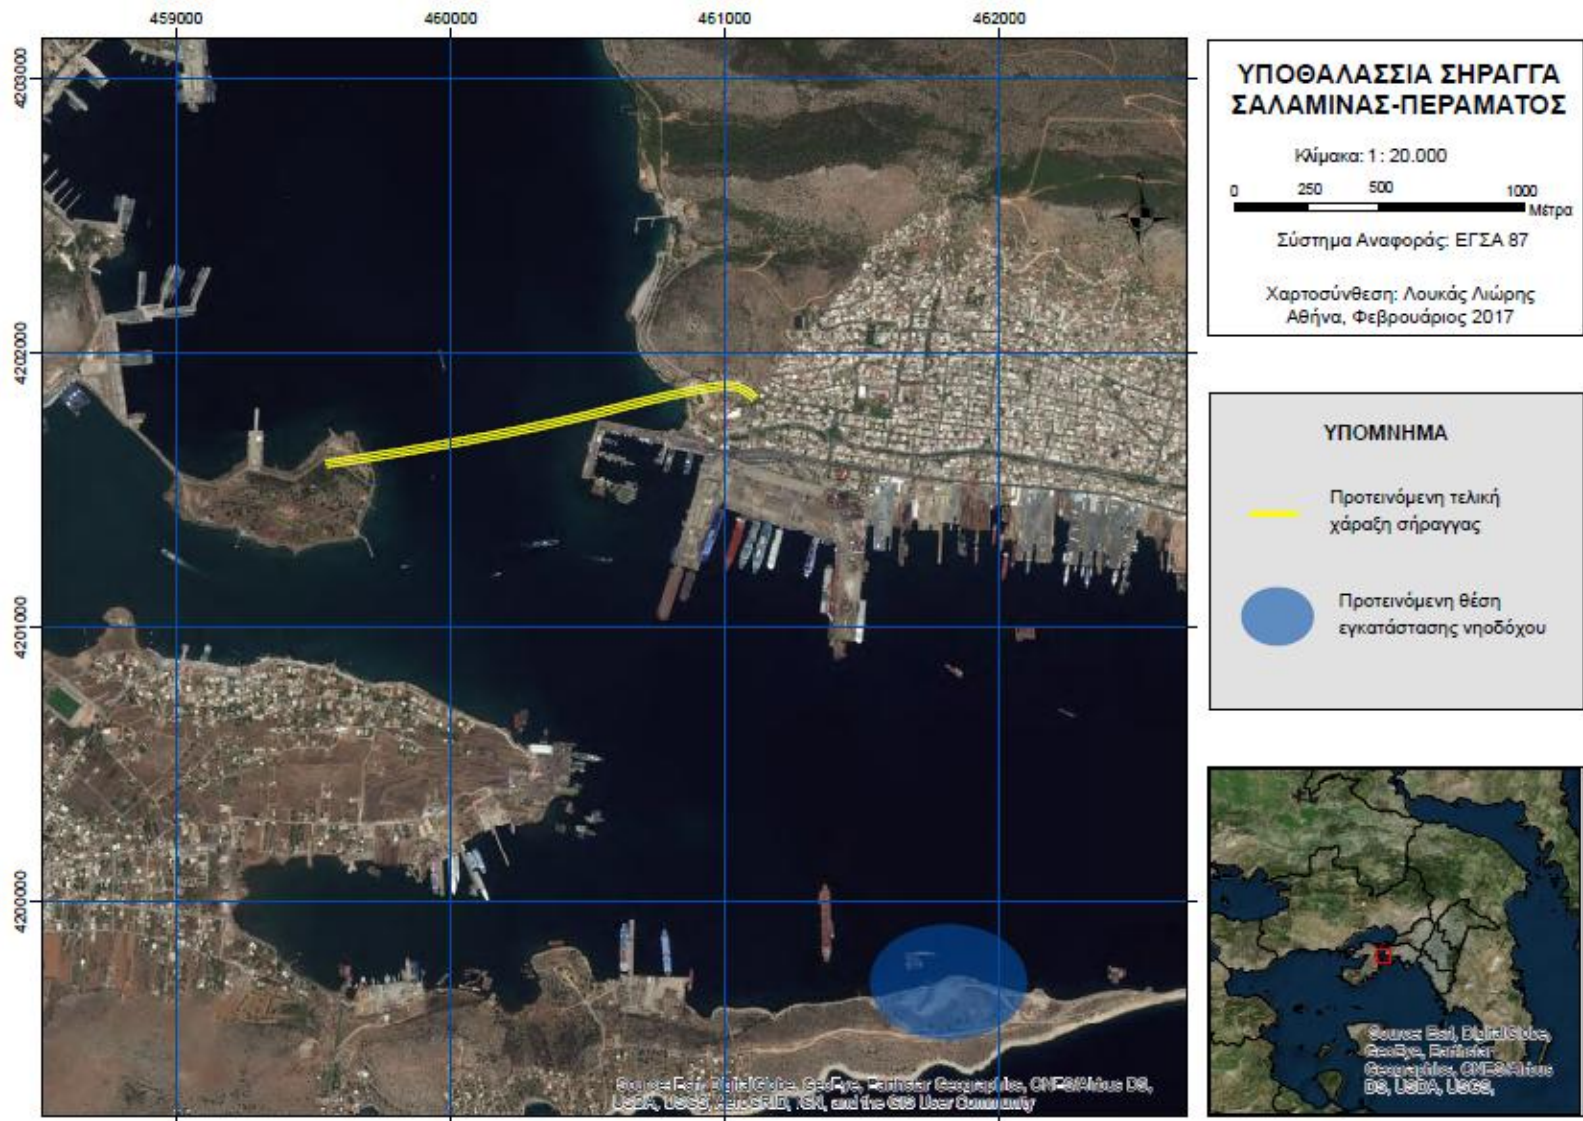 459000
460000
461000
462000
4203000
4202000
4201000
4200000
ΥΠΟΘΑΛΑΣΣΙΑ ΣΗΡΑΓΓΑ
ΣΑΛΑΜΙΝΑΣ-ΠΕΡΑΜΑΤΟΣ
Κλίμακα: 1 : 20.000
0 250 500 1000
Μέτρα
Σύστημα Αναφοράς: ΕΓΣΑ 87
Χαρτοσύνθεση: Λουκάς Λιώρης
Αθήνα, Φεβρουάριος 2017
ΥΠΟΜΝΗΜΑ
Προτεινόμενη τελική
χάραξη σήραγγας
Προτεινόμενη θέση
εγκατάστασης νηοδόχου
Source: Esri, DigitalGlobe, GeoEye, Earthstar Geographics, CNES/Airbus DS,
USDA, USGS, AeroGRID, IGN, and the GIS User Community
Source: Esri, DigitalGlobe,
GeoEye, Earthstar
Geographics, CNES/Airbus
DS, USDA, USGS,